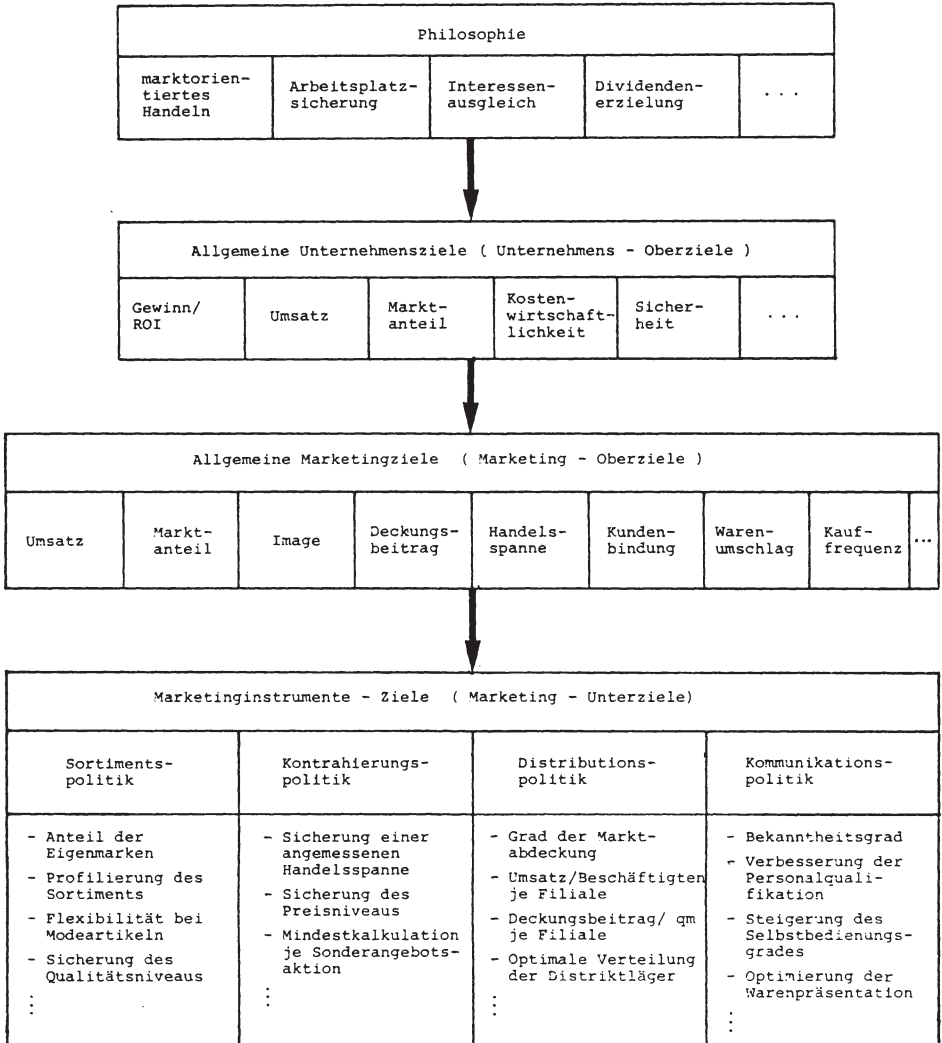 Philosophie
marktorien-
tiertes
Handeln
Arbeitsplatz-
sicherung
Interessen-
ausgleich
Dividenden-
erzielung
...
Allgemeine Unternehmensziele ( Unternehmens - Oberziele )
Gewinn/
ROI
Umsatz
Markt-
anteil
Kosten-
wirtschaft-
lichkeit
Sicher-
heit
...
Allgemeine Marketingziele ( Marketing - Oberziele )
Umsatz
Markt-
anteil
Image
Deckungs-
beitrag
Handels-
spanne
Kunden-
bindung
Waren-
umschlag
Kauf-
frequenz
...
Marketinginstrumente - Ziele ( Marketing - Unterziele)
Sortiments-
politik
Kontrahierungs-
politik
Distributions-
politik
Kommunikations-
politik
- Anteil der
Eigenmarken
- Profilierung des
Sortiments
- Flexibilität bei
Modeartikeln
- Sicherung des
Qualitätsniveaus
⋮
- Sicherung einer
angemessenen
Handelsspanne
- Sicherung des
Preisniveaus
- Mindestkalkulation
je Sonderangebots-
aktion
⋮
- Grad der Markt-
abdeckung
- Umsatz/Beschäftigten
je Filiale
- Deckungsbeitrag/ qm
je Filiale
- Optimale Verteilung
der Distriktläger
⋮
- Bekanntheitsgrad
- Verbesserung der
Personalquali-
fikation
- Steigerung des
Selbstbedienungs-
grades
- Optimierung der
Warenpräsentation
⋮